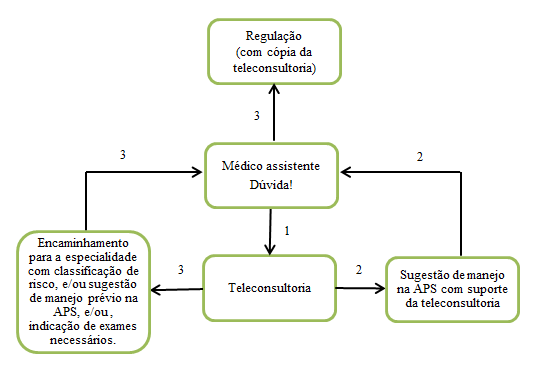 Regulação
(com cópia da
teleconsultoria)
3
3
2
Médico assistente
Dúvida!
1
Encaminhamento
para a especialidade
com classificação de
risco, e/ou sugestão
de manejo prévio na
APS, e/ou,
indicação de exames
necessários.
3
Teleconsultoria
2
Sugestão de manejo
na APS com suporte
da teleconsultoria